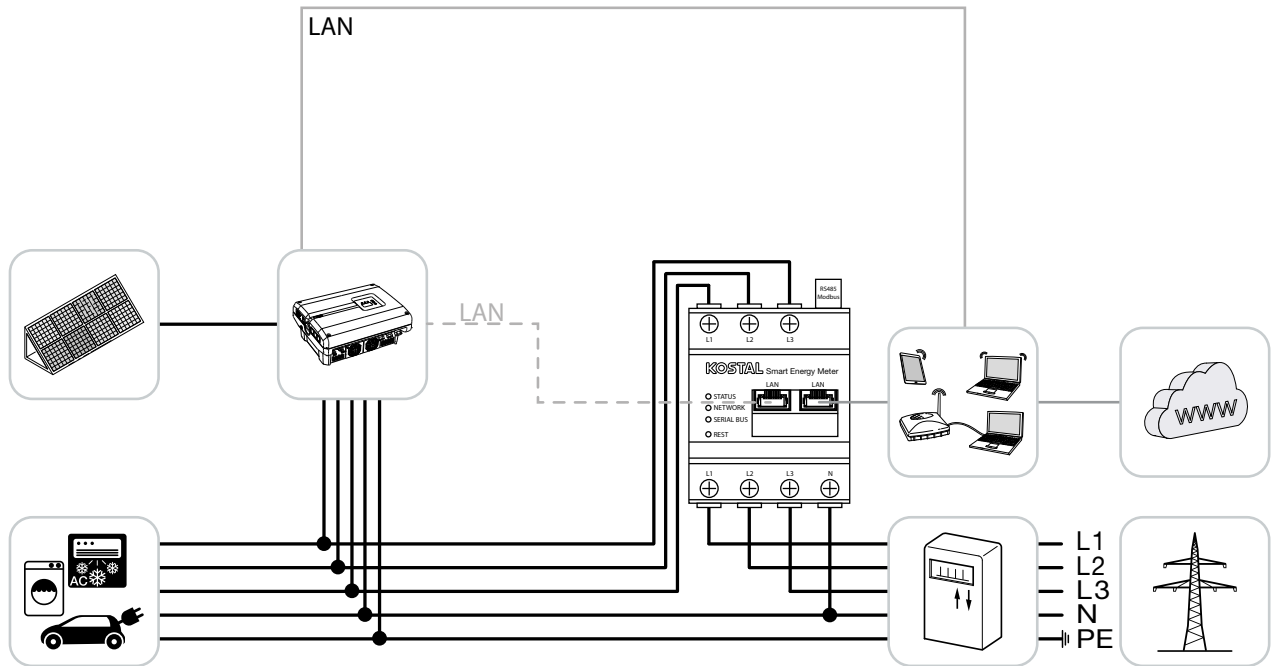 LAN
LAN
RS485
Modbus
L1 L2 L3
KOSTAL Smart Energy Meter
LAN LAN
STATUS
NETWORK
SERIAL BUS
REST
WWW
L1 L2 L3 N
AC
L1
L2
L3
N
PE